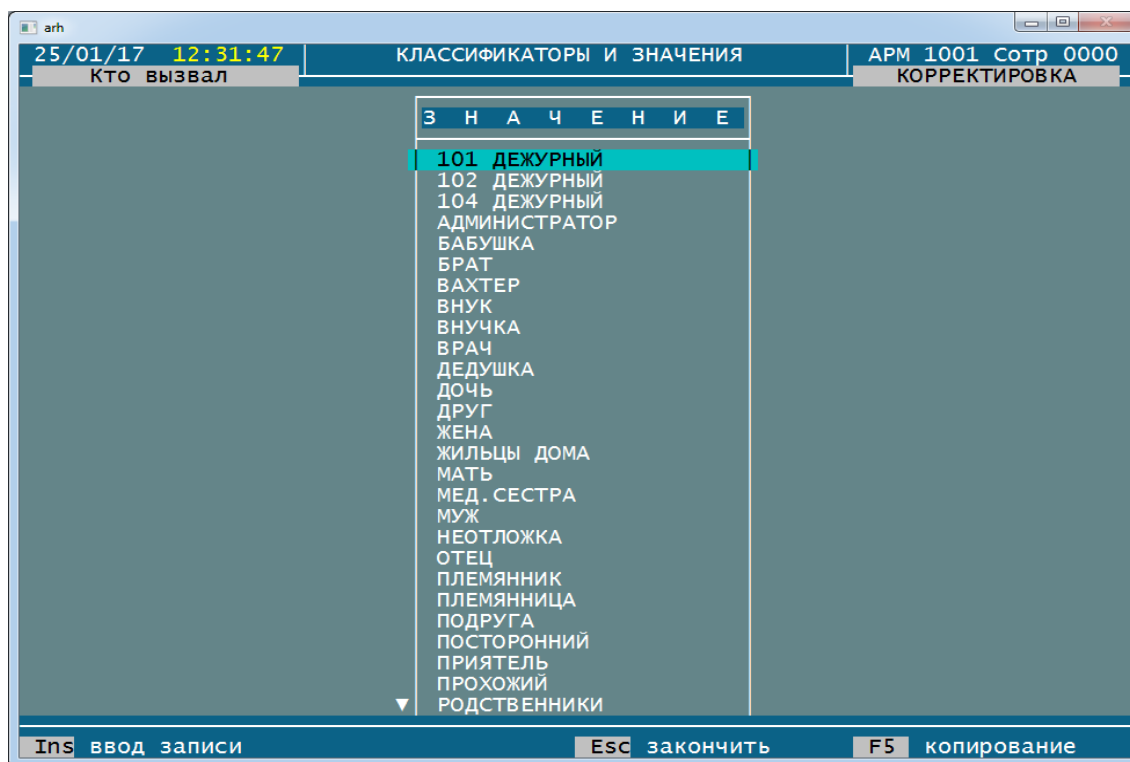 arh
25/01/17 12:31:47 КЛАССИФИКАТОРЫ И ЗНАЧЕНИЯ АРМ 1001 Сотр 0000
Кто вызвал КОРРЕКТИРОВКА
З Н А Ч Е Н И Е
101 ДЕЖУРНЫЙ
102 ДЕЖУРНЫЙ
104 ДЕЖУРНЫЙ
АДМИНИСТРАТОР
БАБУШКА
БРАТ
ВАХТЕР
ВНУК
ВНУЧКА
ВРАЧ
ДЕДУШКА
ДОЧЬ
ДРУГ
ЖЕНА
ЖИЛЬЦЫ ДОМА
МАТЬ
МЕД.СЕСТРА
МУЖ
НЕОТЛОЖКА
ОТЕЦ
ПЛЕМЯННИК
ПЛЕМЯННИЦА
ПОДРУГА
ПОСТОРОННИЙ
ПРИЯТЕЛЬ
ПРОХОЖИЙ
▼ РОДСТВЕННИКИ
Ins ввод записи Esc закончить F5 копирование